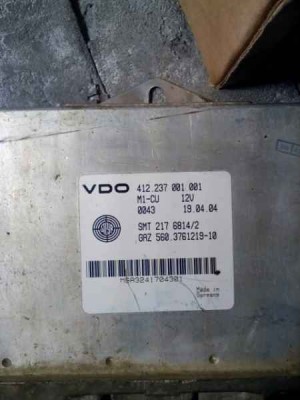 VDO 412.237 001 001
M1-CU 12V
0043 19.04.04
SMT 217 6814/2
GAZ 560.3761219-10
Made in
Germany